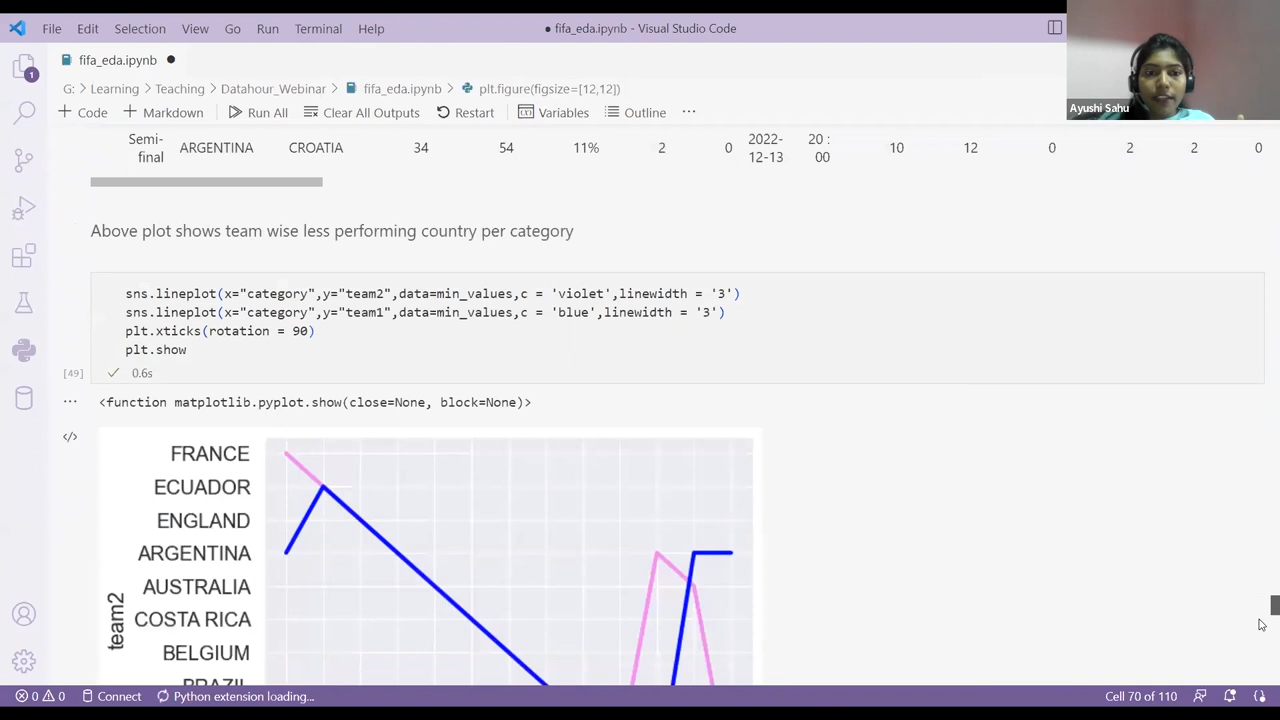 File Edit Selection View Go Run Terminal Help ● fifa_eda.ipynb - Visual Studio Code
fifa_eda.ipynb ●
G: > Learning > Teaching > Datahour_Webinar > fifa_eda.ipynb > plt.figure(figsize=[12,12])
+ Code + Markdown Run All Clear All Outputs Restart Variables Outline ...
Ayushi Sahu
1
Semi-
final ARGENTINA CROATIA 34 54 11% 2 0 2022-
12-13 20 :
00 10 12 0 2 2 0
Above plot shows team wise less performing country per category
sns.lineplot(x="category",y="team2",data=min_values,c = 'violet',linewidth = '3')
sns.lineplot(x="category",y="team1",data=min_values,c = 'blue',linewidth = '3')
plt.xticks(rotation = 90)
plt.show
[49] ✓ 0.6s
... <function matplotlib.pyplot.show(close=None, block=None)>
</>
FRANCE
ECUADOR
ENGLAND
ARGENTINA
AUSTRALIA
COSTA RICA
BELGIUM
BRAZIL
team2
0 0 Connect Python extension loading... Cell 70 of 110